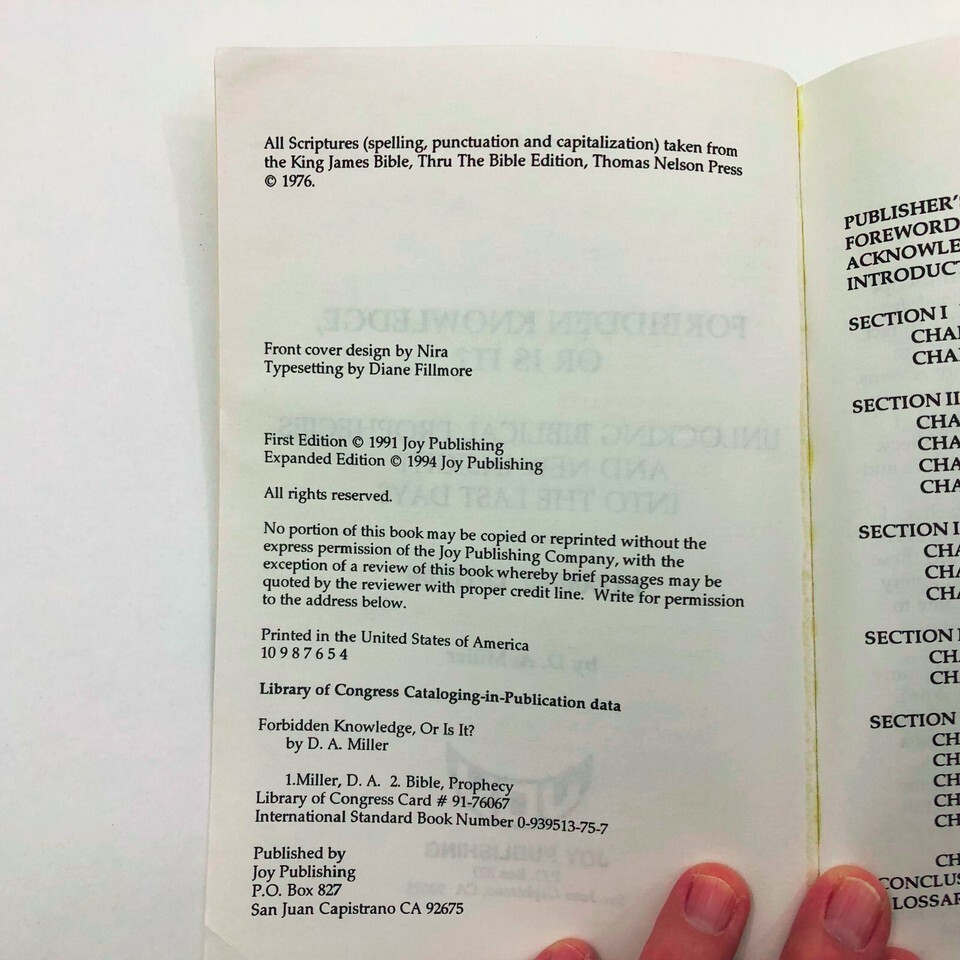 All Scriptures (spelling, punctuation and capitalization) taken from
the King James Bible, Thru The Bible Edition, Thomas Nelson Press
© 1976.
Front cover design by Nira
Typesetting by Diane Fillmore
First Edition © 1991 Joy Publishing
Expanded Edition © 1994 Joy Publishing
All rights reserved.
No portion of this book may be copied or reprinted without the
express permission of the Joy Publishing Company, with the
exception of a review of this book whereby brief passages may be
quoted by the reviewer with proper credit line. Write for permission
to the address below.
Printed in the United States of America
10 9 8 7 6 5 4
Library of Congress Cataloging-in-Publication data
Forbidden Knowledge, Or Is It?
by D. A. Miller
1.Miller, D. A. 2. Bible, Prophecy
Library of Congress Card # 91-76067
International Standard Book Number 0-939513-75-7
Published by
Joy Publishing
P.O. Box 827
San Juan Capistrano CA 92675
PUBLISHER'S
FOREWORD
ACKNOWLE
INTRODUCT
SECTION I
CHA
CHA
SECTION II
CHA
CHA
CHA
CHA
SECTION I
CHA
CHA
CHA
SECTION
CH
CH
SECTION
CH
CH
CH
CH
CH
CH
CONCLUS
LOSSAR